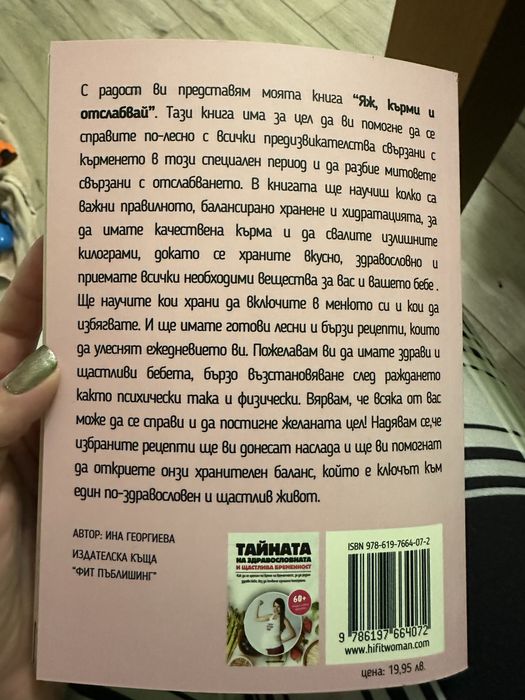 С радост ви представям моята книга “Яж, кърми и
отслабвай”. Тази книга има за цел да ви помогне да се
справите по-лесно с всички предизвикателства свързани с
кърменето в този специален период и да разбие митовете
свързани с отслабването. В книгата ще научиш колко са
важни правилното, балансирано хранене и хидратацията, за
да имате качествена кърма и да свалите излишните
килограми, докато се храните вкусно, здравословно и
приемате всички необходими вещества за вас и вашето бебе .
Ще научите кои храни да включите в менюто си и кои да
избягвате. И ще имате готови лесни и бързи рецепти, които
да улеснят ежедневието ви. Пожелавам ви да имате здрави и
щастливи бебета, бързо възстановяване след раждането
както психически така и физически. Вярвам, че всяка от вас
може да се справи и да постигне желаната цел! Надявам се,че
избраните рецепти ще ви донесат наслада и ще ви помогнат
да откриете онзи хранителен баланс, който е ключът към
един по-здравословен и щастлив живот.
АВТОР: ИНА ГЕОРГИЕВА
ИЗДАТЕЛСКА КЪЩА
"ФИТ ПЪБЛИШИНГ"
ТАЙНАТА
НА ЗДРАВОСЛОВНАТА
И ЩАСТЛИВА БРЕМЕННОСТ
60+
ISBN 978-619-7664-07-2
9 786197 664072
www.hifitwoman.com
цена: 19,95 лв.